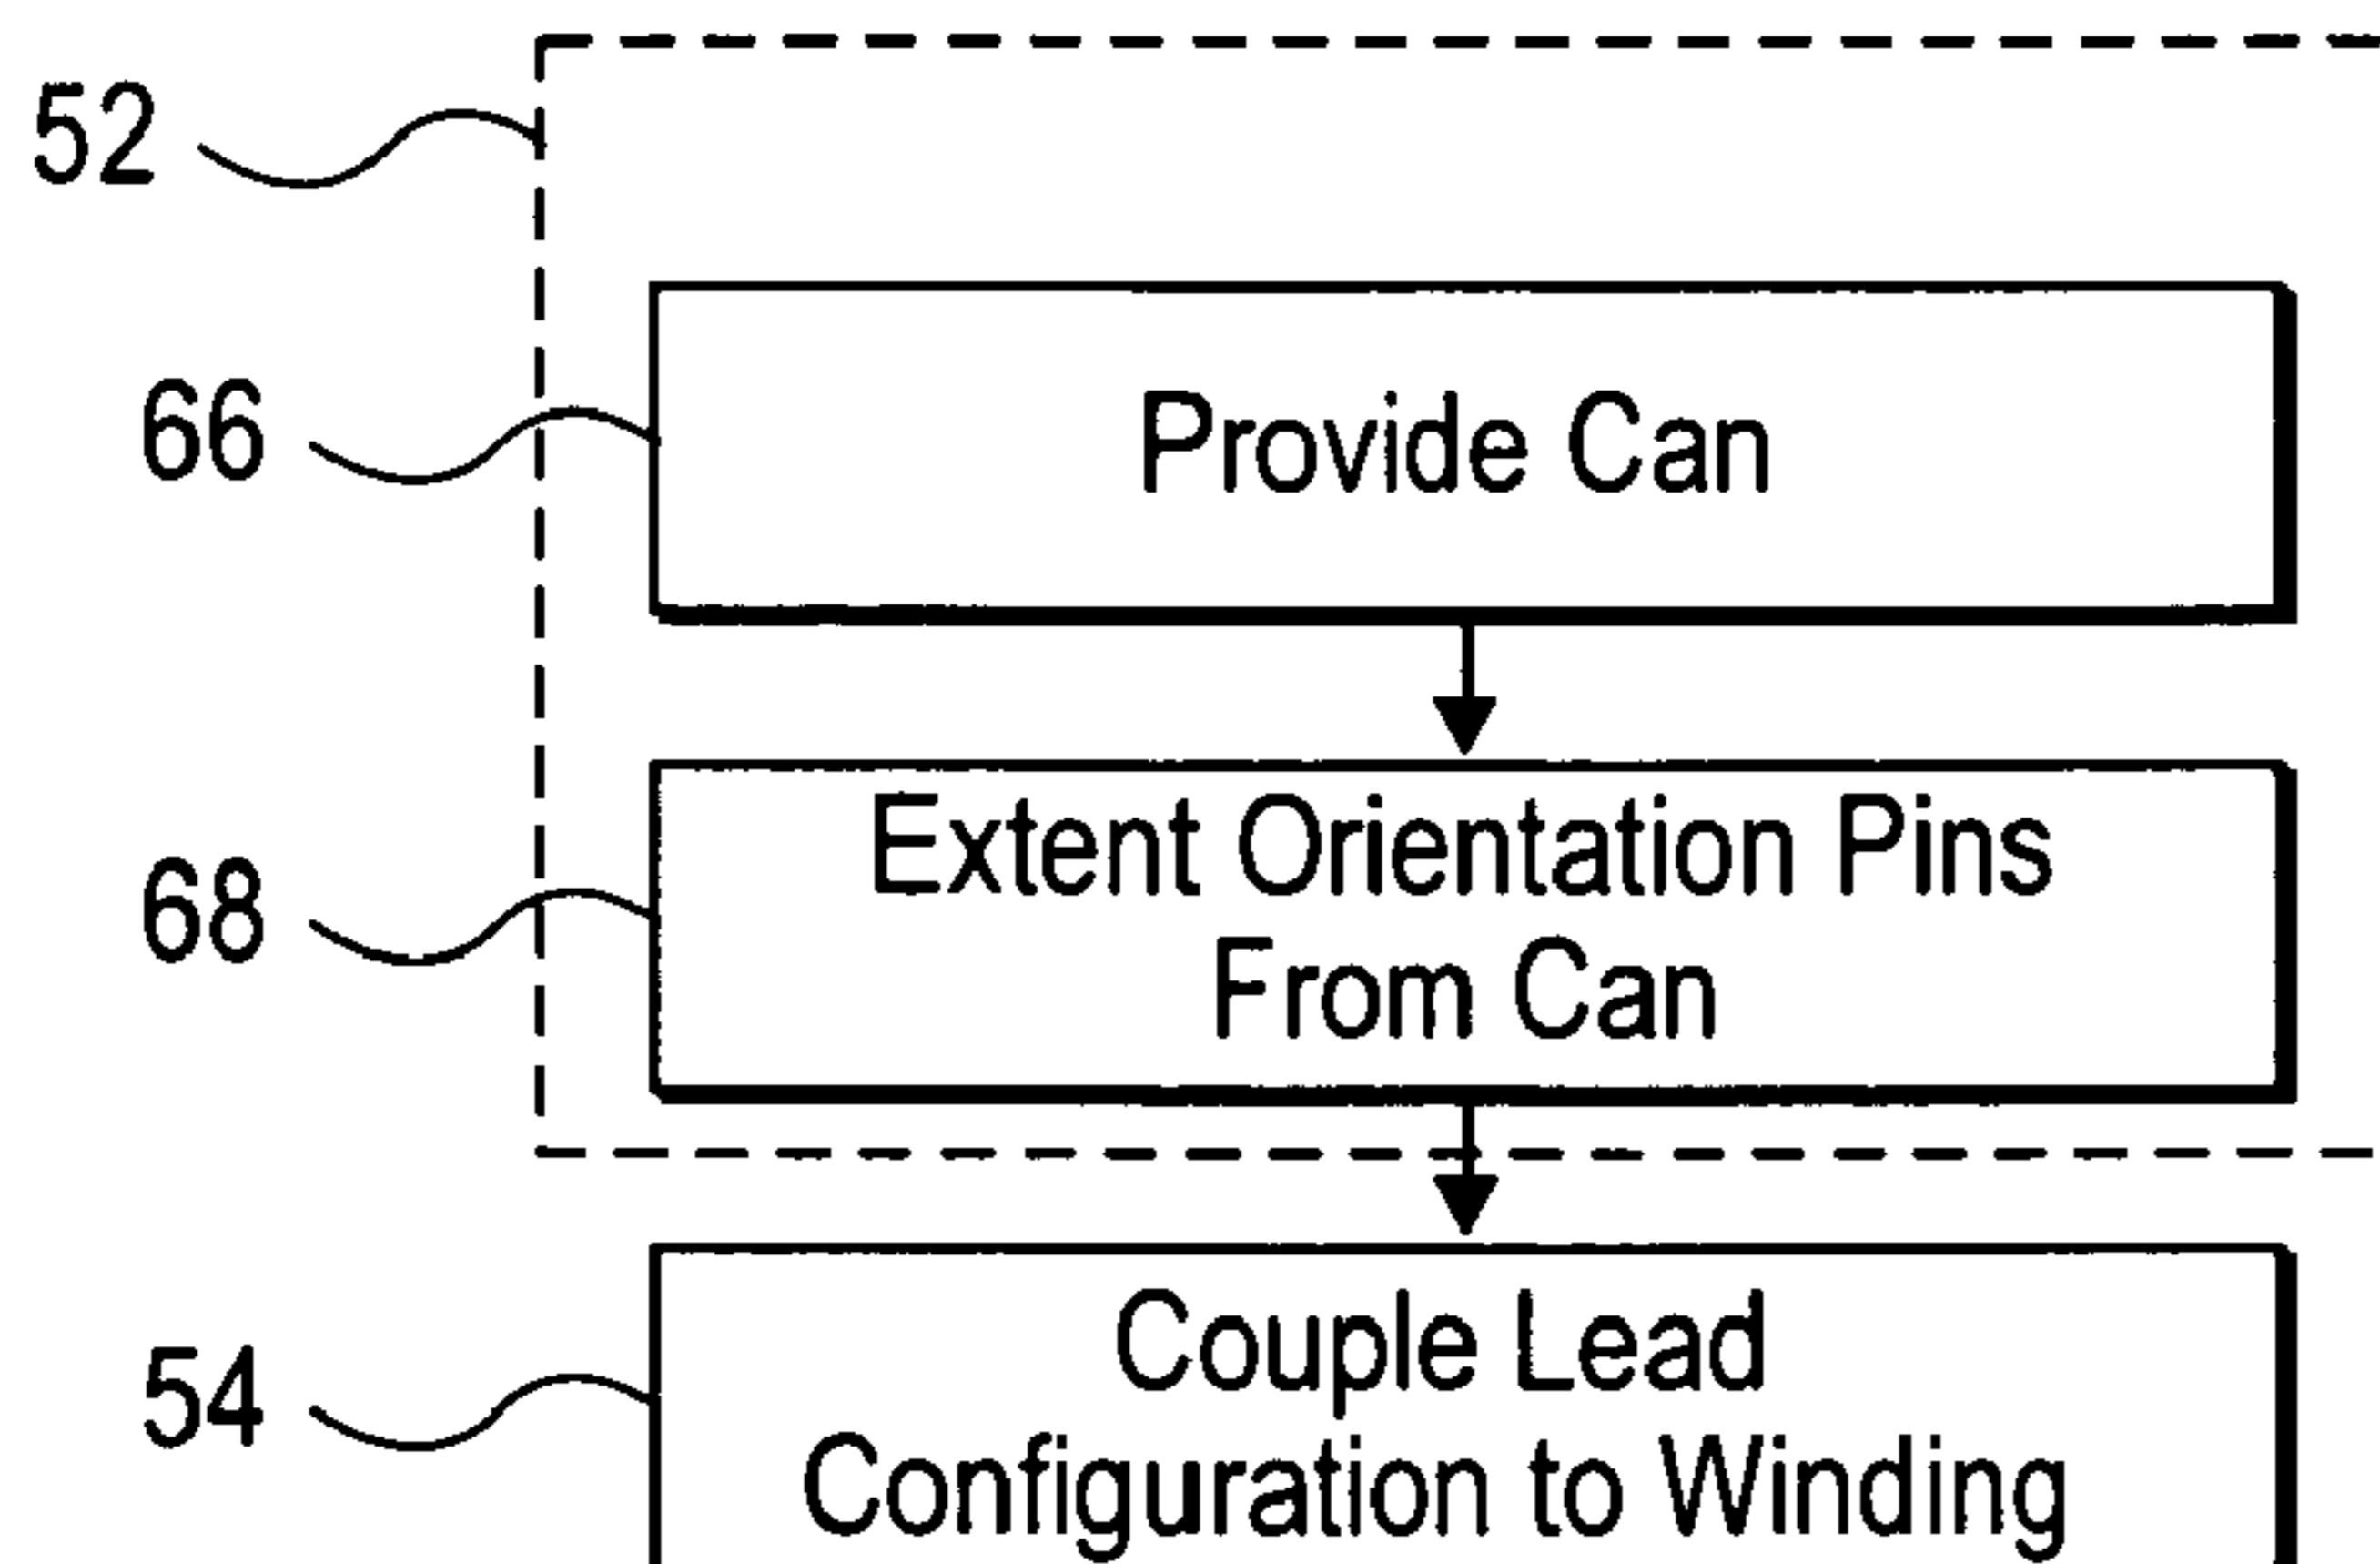 52
66
Provide Can
68
Extent Orientation Pins
From Can
54
Couple Lead
Configuration to Winding